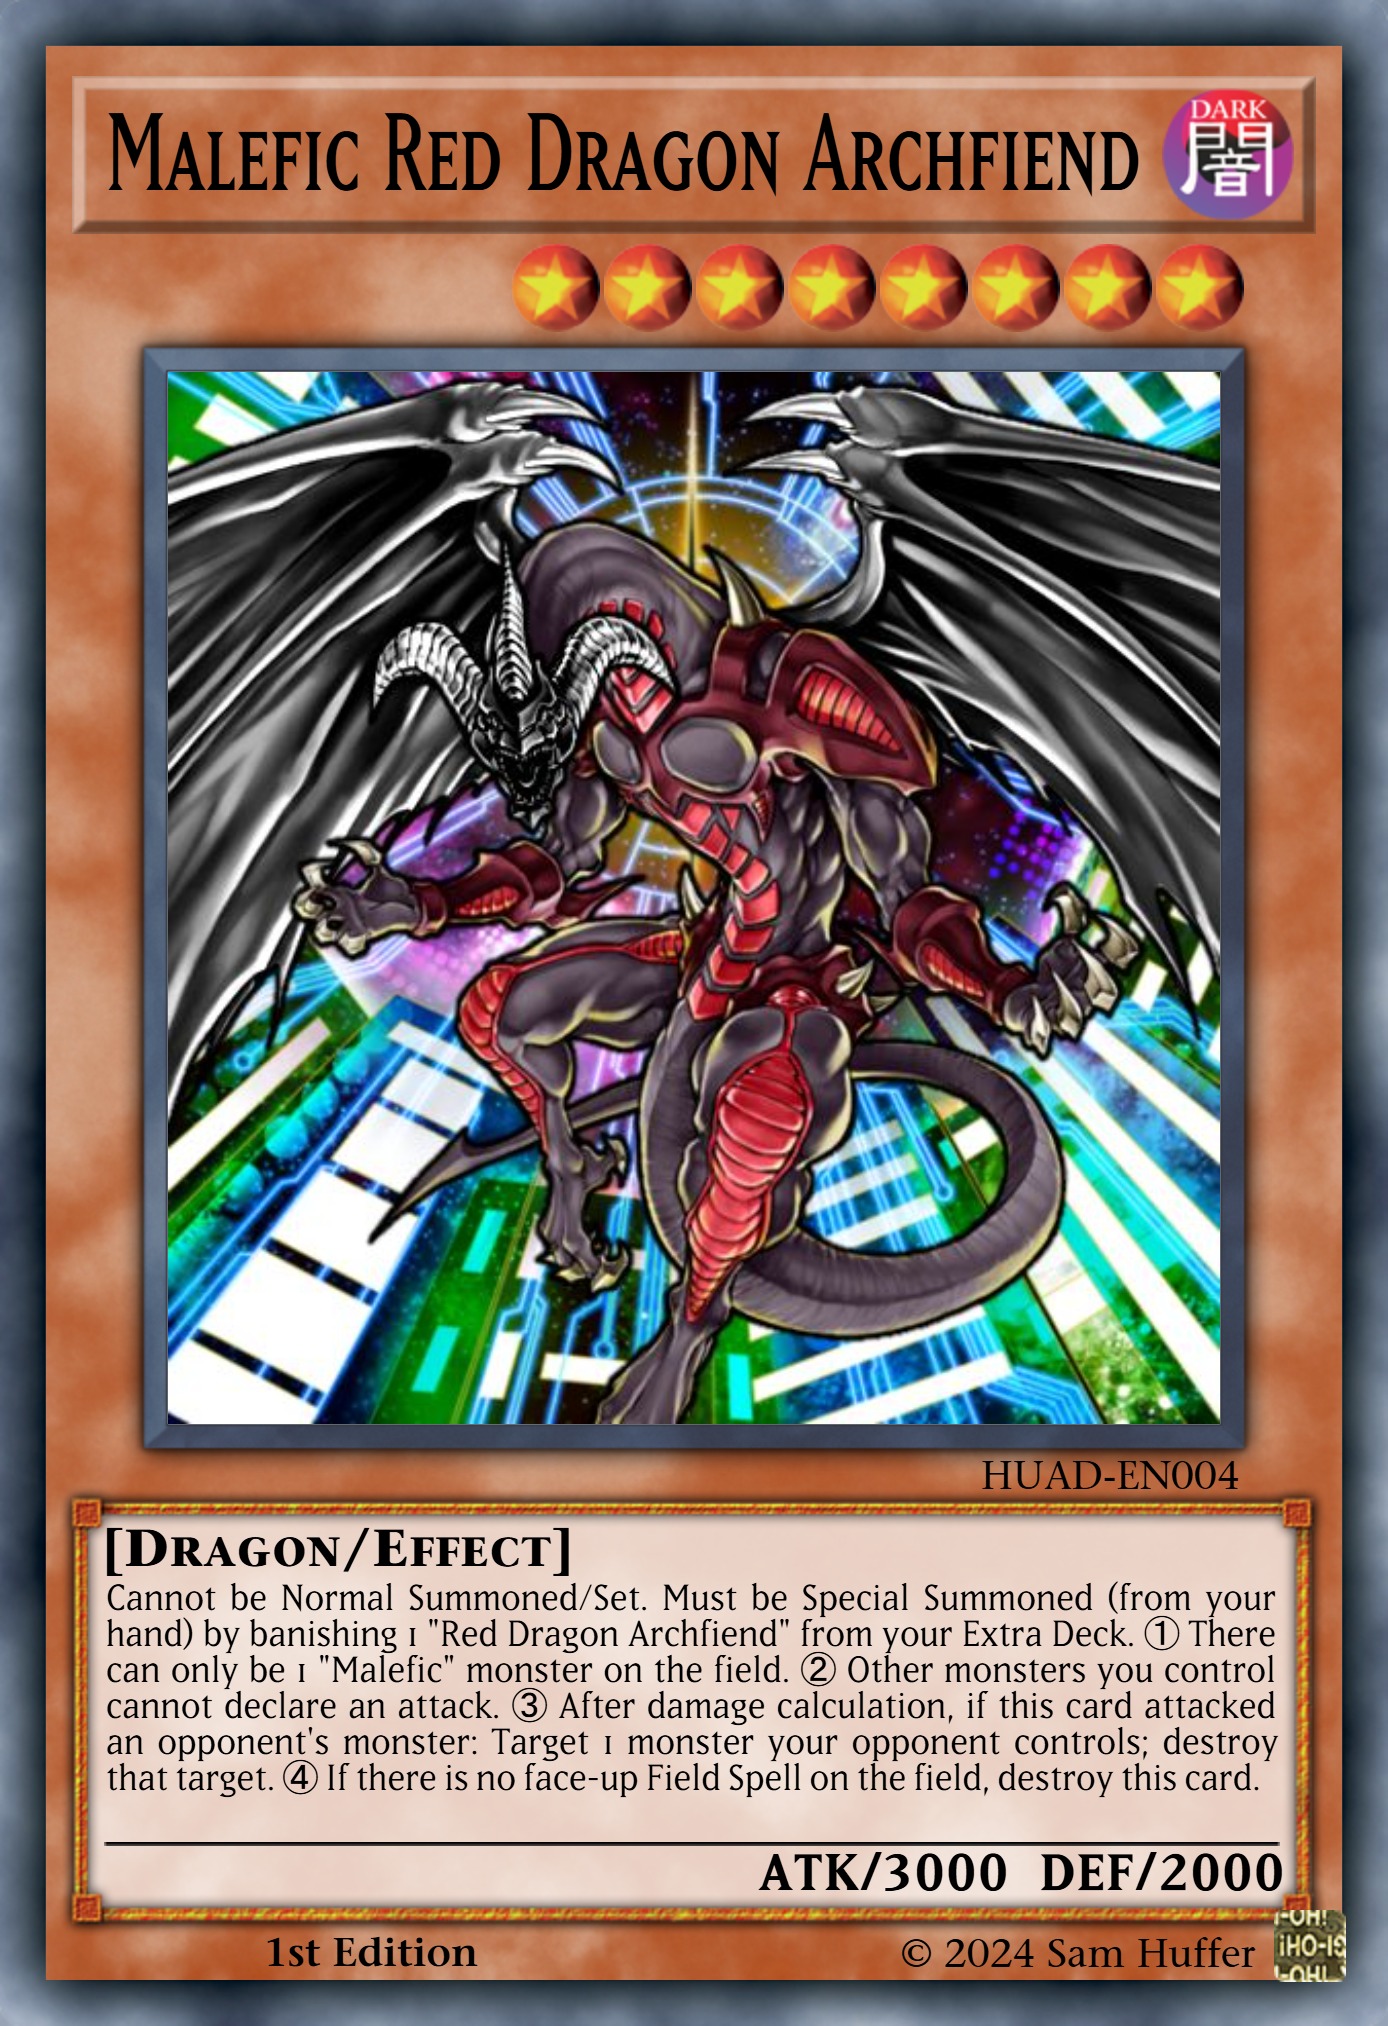 Malefic Red Dragon Archfiend
DARK
闇
HUAD-EN004
[Dragon/Effect]
Cannot be Normal Summoned/Set. Must be Special Summoned (from your
hand) by banishing 1 "Red Dragon Archfiend" from your Extra Deck. ① There
can only be 1 "Malefic" monster on the field. ② Other monsters you control
cannot declare an attack. ③ After damage calculation, if this card attacked
an opponent's monster: Target 1 monster your opponent controls; destroy
that target. ④ If there is no face-up Field Spell on the field, destroy this card.
ATK/3000 DEF/2000
1st Edition
© 2024 Sam Huffer